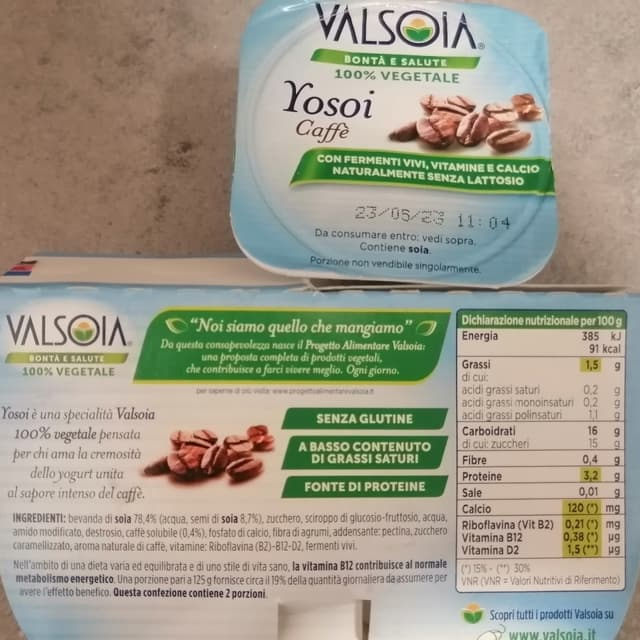 VALSOIA®
BONTÀ E SALUTE
100% VEGETALE
Yosoi
Caffè
CON FERMENTI VIVI, VITAMINE E CALCIO
NATURALMENTE SENZA LATTOSIO
23/05/23 11:04
Da consumare entro: vedi sopra.
Contiene soia.
Porzione non vendibile singolarmente.
VALSOIA®
BONTÀ E SALUTE
100% VEGETALE
"Noi siamo quello che mangiamo"
Da questa consapevolezza nasce il Progetto Alimentare Valsoia:
una proposta completa di prodotti vegetali,
che contribuisce a farci vivere meglio. Ogni giorno.
per saperne di più visita: www.progettoalimentarevalsoia.it
Yosoi è una specialità Valsoia
100% vegetale pensata
per chi ama la cremosità
dello yogurt unita
al sapore intenso del caffè.
SENZA GLUTINE
A BASSO CONTENUTO
DI GRASSI SATURI
FONTE DI PROTEINE
INGREDIENTI: bevanda di soia 78,4% (acqua, semi di soia 8,7%), zucchero, sciroppo di glucosio-fruttosio, acqua,
amido modificato, destrosio, caffè solubile (0,4%), fosfato di calcio, fibra di agrumi, addensante: pectina, zucchero
caramellizzato, aroma naturale di caffè, vitamine: Riboflavina (B2)-B12-D2, fermenti vivi.
Nell'ambito di una dieta varia ed equilibrata e di uno stile di vita sano, la vitamina B12 contribuisce al normale
metabolismo energetico. Una porzione pari a 125 g fornisce circa il 19% della quantità giornaliera da assumere per
avere l'effetto benefico. Questa confezione contiene 2 porzioni.
Dichiarazione nutrizionale per 100 g
Energia 385 kJ
91 kcal
Grassi 1,5 g
di cui:
acidi grassi saturi 0,2 g
acidi grassi monoinsaturi 0,2 g
acidi grassi polinsaturi 1,1 g
Carboidrati 16 g
di cui: zuccheri 15 g
Fibre 0,4 g
Proteine 3,2 g
Sale 0,01 g
Calcio 120 (*) mg
Riboflavina (Vit B2) 0,21 (*) mg
Vitamina B12 0,38 (*) µg
Vitamina D2 1,5 (**) µg
(*) 15% - (**) 30%
VNR (VNR = Valori Nutritivi di Riferimento)
Scopri tutti i prodotti Valsoia su
www.valsoia.it